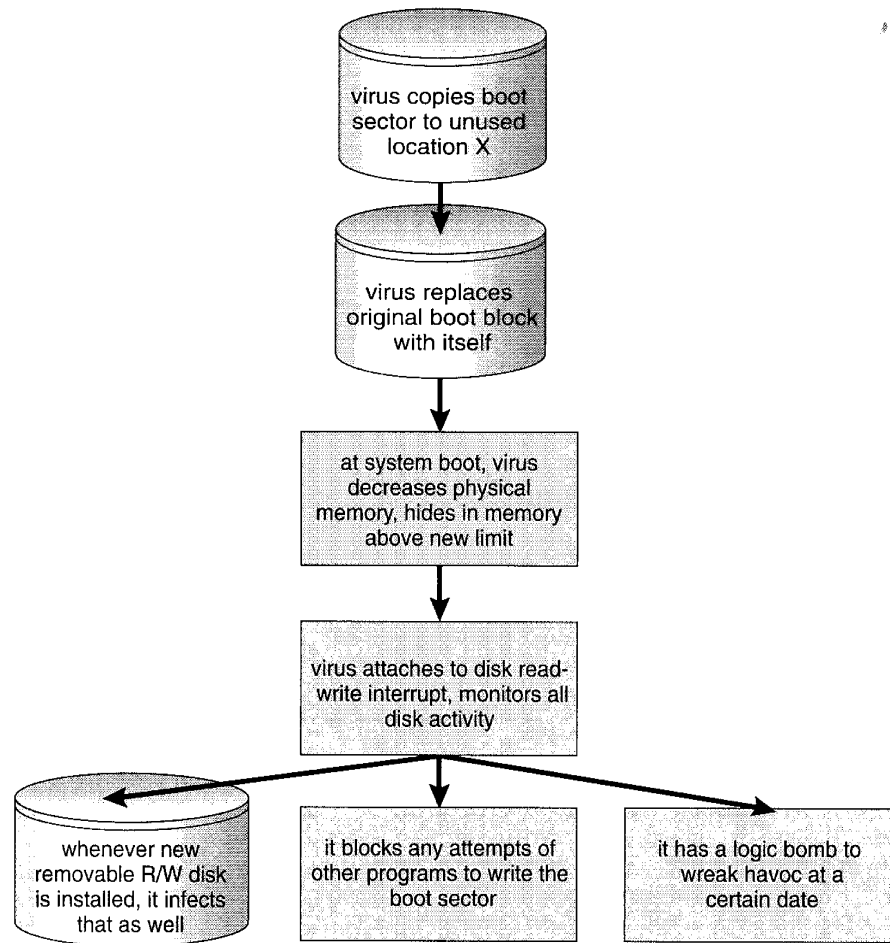 virus copies boot
sector to unused
location X
virus replaces
original boot block
with itself
at system boot, virus
decreases physical
memory, hides in memory
above new limit
virus attaches to disk read-
write interrupt, monitors all
disk activity
whenever new
removable R/W disk
is installed, it infects
that as well
it blocks any attempts of
other programs to write the
boot sector
it has a logic bomb to
wreak havoc at a
certain date